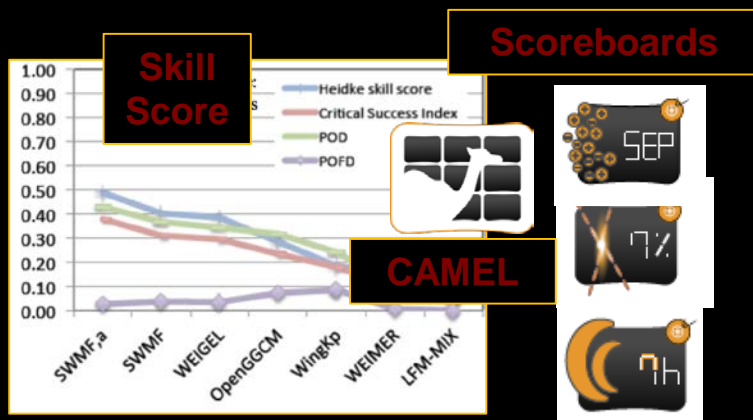 Scoreboards
Skill
Score
1.00
0.90
0.80
0.70
0.60
0.50
0.40
0.30
0.20
0.10
0.00
Heidke skill score
Critical Success Index
POD
POFD
SWMF,a
SWMF
WEIGEL
OpenGGCM
WingKp
WEIMER
LFM-MIX
CAMEL
SEP